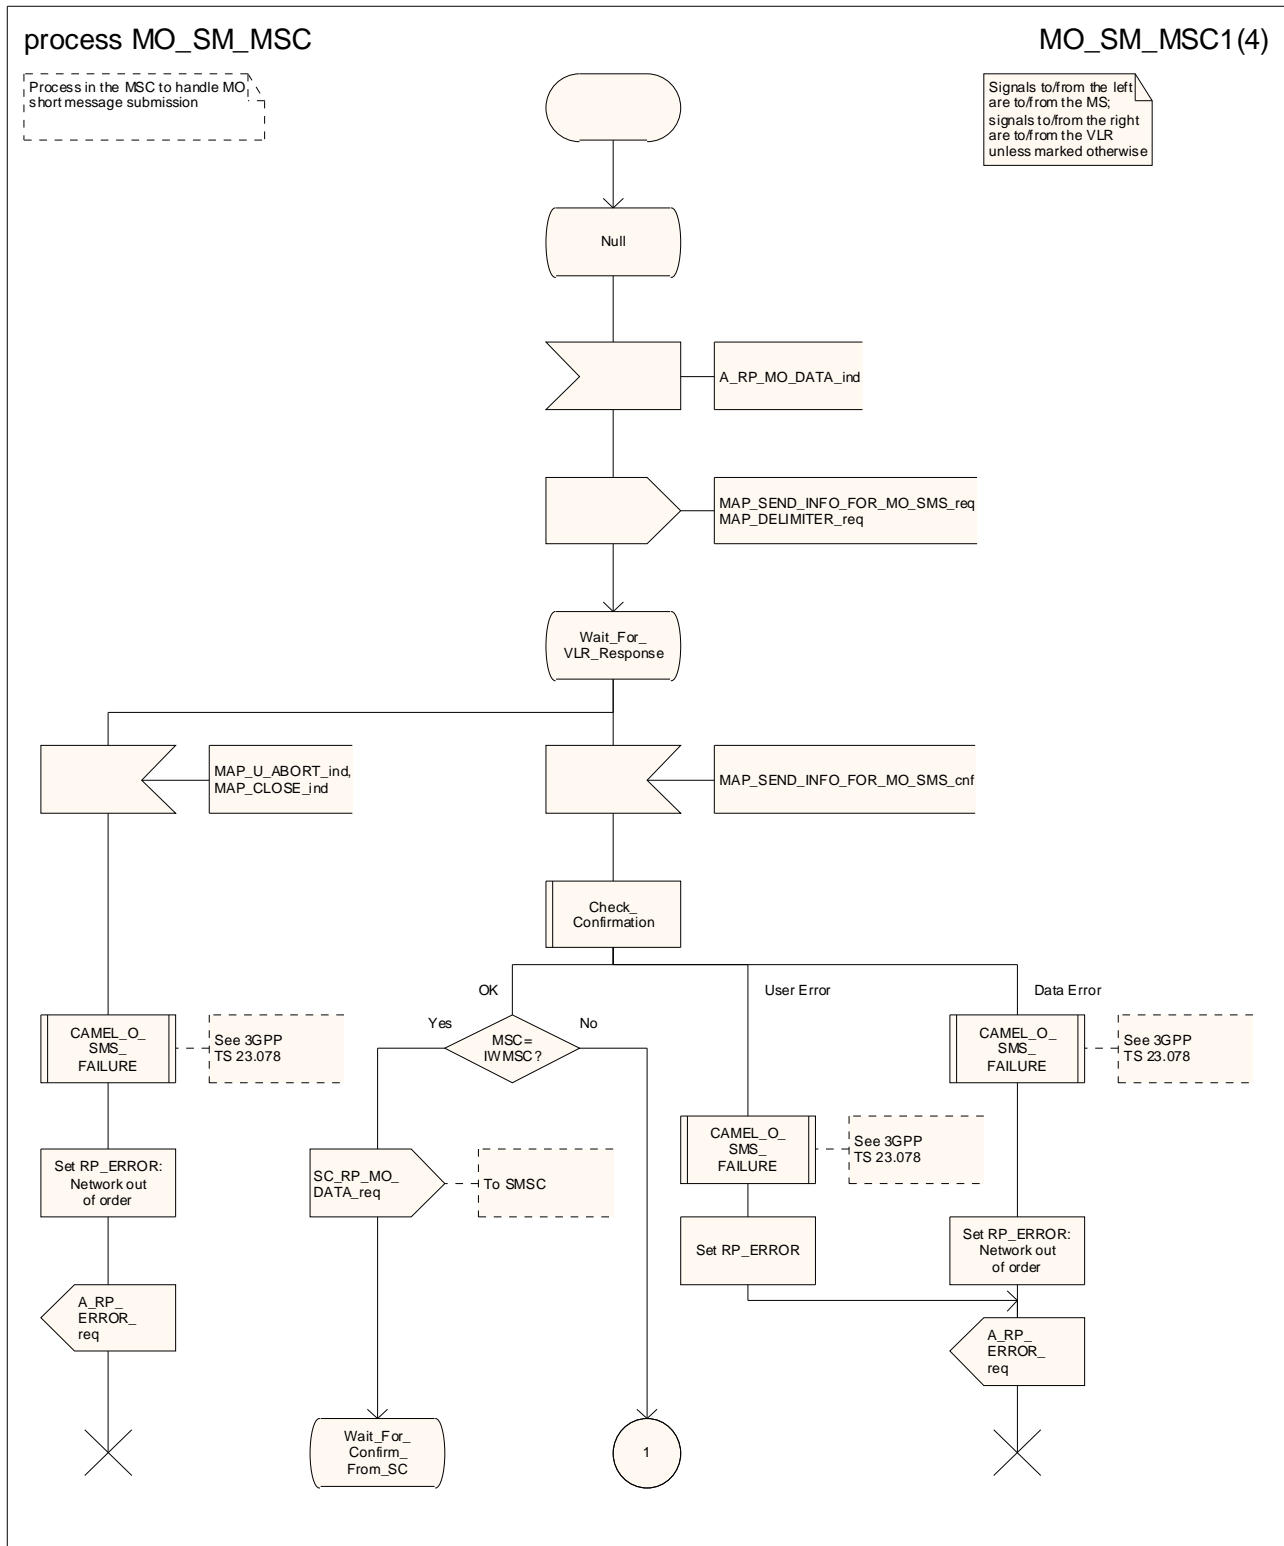 process MO_SM_MSC
MO_SM_MSC1(4)
Process in the MSC to handle MO
short message submission
Signals to/from the left
are to/from the MS;
signals to/from the right
are to/from the VLR
unless marked otherwise
Null
A_RP_MO_DATA_ind
MAP_SEND_INFO_FOR_MO_SMS_req
MAP_DELIMITER_req
Wait_For_
VLR_Response
MAP_U_ABORT_ind,
MAP_CLOSE_ind
MAP_SEND_INFO_FOR_MO_SMS_cnf
Check_
Confirmation
OK
User Error
Data Error
Yes
No
MSC=
IWMSC?
CAMEL_O_
SMS_
FAILURE
See 3GPP
TS 23.078
CAMEL_O_
SMS_
FAILURE
See 3GPP
TS 23.078
CAMEL_O_
SMS_
FAILURE
See 3GPP
TS 23.078
Set RP_ERROR:
Network out
of order
SC_RP_MO_
DATA_req
To SMSC
Set RP_ERROR
Set RP_ERROR:
Network out
of order
A_RP_
ERROR_
req
A_RP_
ERROR_
req
Wait_For_
Confirm_
From_SC
1